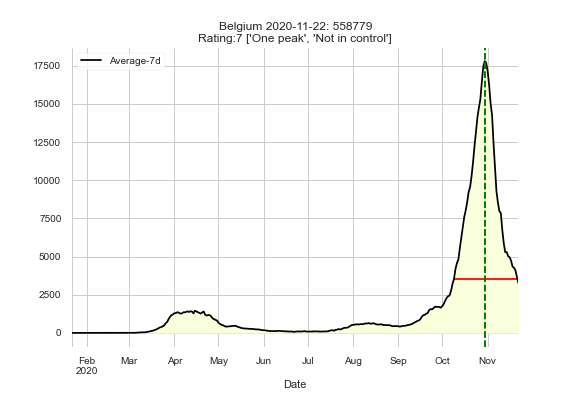 Belgium 2020-11-22: 558779
Rating:7 ['One peak', 'Not in control']
Average-7d
17500
15000
12500
10000
7500
5000
2500
0
Feb Mar Apr May Jun Jul Aug Sep Oct Nov
2020
Date